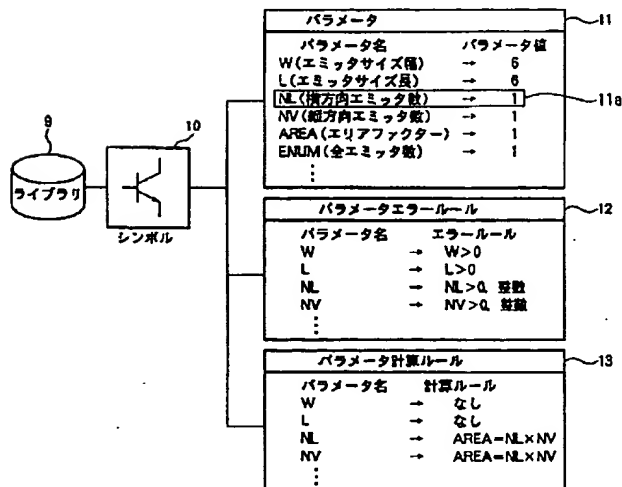 パラメータ
11
パラメータ名 パラメータ値
W(エミッタサイズ幅) → 6
L(エミッタサイズ長) → 6
NL(横方向エミッタ数) → 1
11a
NV(縦方向エミッタ数) → 1
AREA(エリアファクター) → 1
ENUM(全エミッタ数) → 1
9
10
ライブラリ
シンボル
パラメータエラールール
12
パラメータ名 エラールール
W → W>0
L → L>0
NL → NL>0, 整数
NV → NV>0, 整数
パラメータ計算ルール
13
パラメータ名 計算ルール
W → なし
L → なし
NL → AREA=NL×NV
NV → AREA=NL×NV